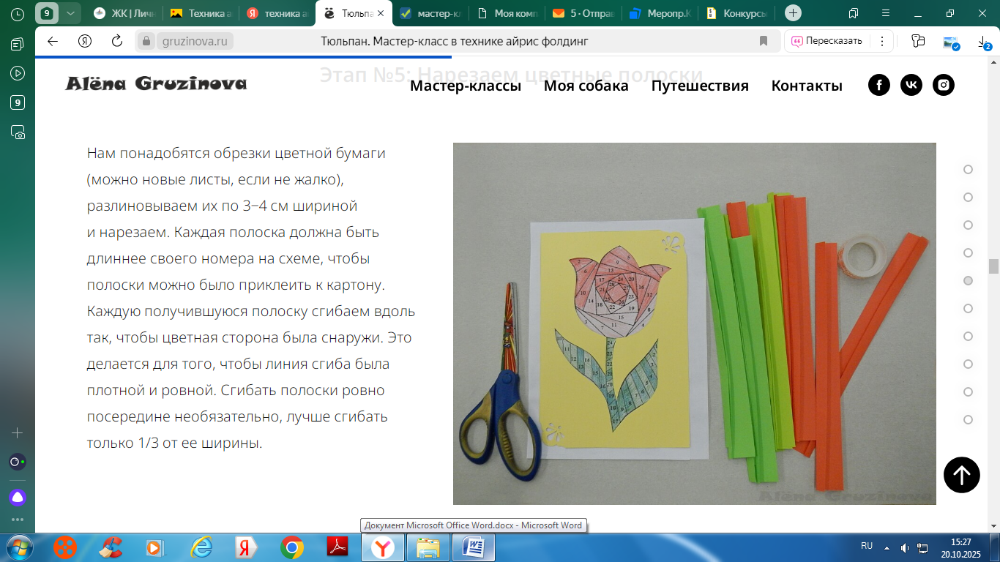 9
ЖК | Личн
Техника а
техника а
Тюльпа
мастер-кл
Моя комп
5 · Отпра
Меропр.К
Конкурсы
gruzinova.ru
Тюльпан. Мастер-класс в технике айрис фолдинг
Пересказать
2
9
Этап №5: Нарезаем цветные полоски
Alёna Gruzinova
Мастер-классы
Моя собака
Путешествия
Контакты
Нам понадобятся обрезки цветной бумаги
(можно новые листы, если не жалко),
разлиновываем их по 3–4 см шириной
и нарезаем. Каждая полоска должна быть
длиннее своего номера на схеме, чтобы
полоски можно было приклеить к картону.
Каждую получившуюся полоску сгибаем вдоль
так, чтобы цветная сторона была снаружи. Это
делается для того, чтобы линия сгиба была
плотной и ровной. Сгибать полоски ровно
посередине необязательно, лучше сгибать
только 1/3 от ее ширины.
Alёna Gruzinova
Документ Microsoft Office Word.docx - Microsoft Word
RU
15:27
20.10.2025